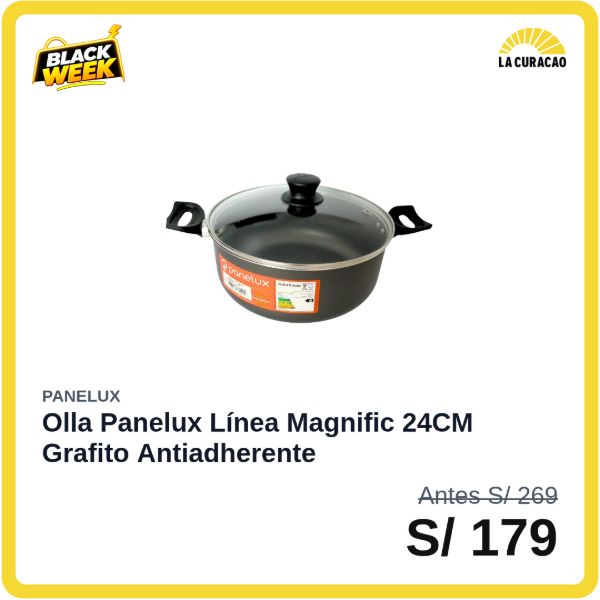 BLACK
WEEK
LA CURACAO
panelux
PANELUX
Olla Panelux Línea Magnific 24CM
Grafito Antiadherente
Antes S/ 269
S/ 179